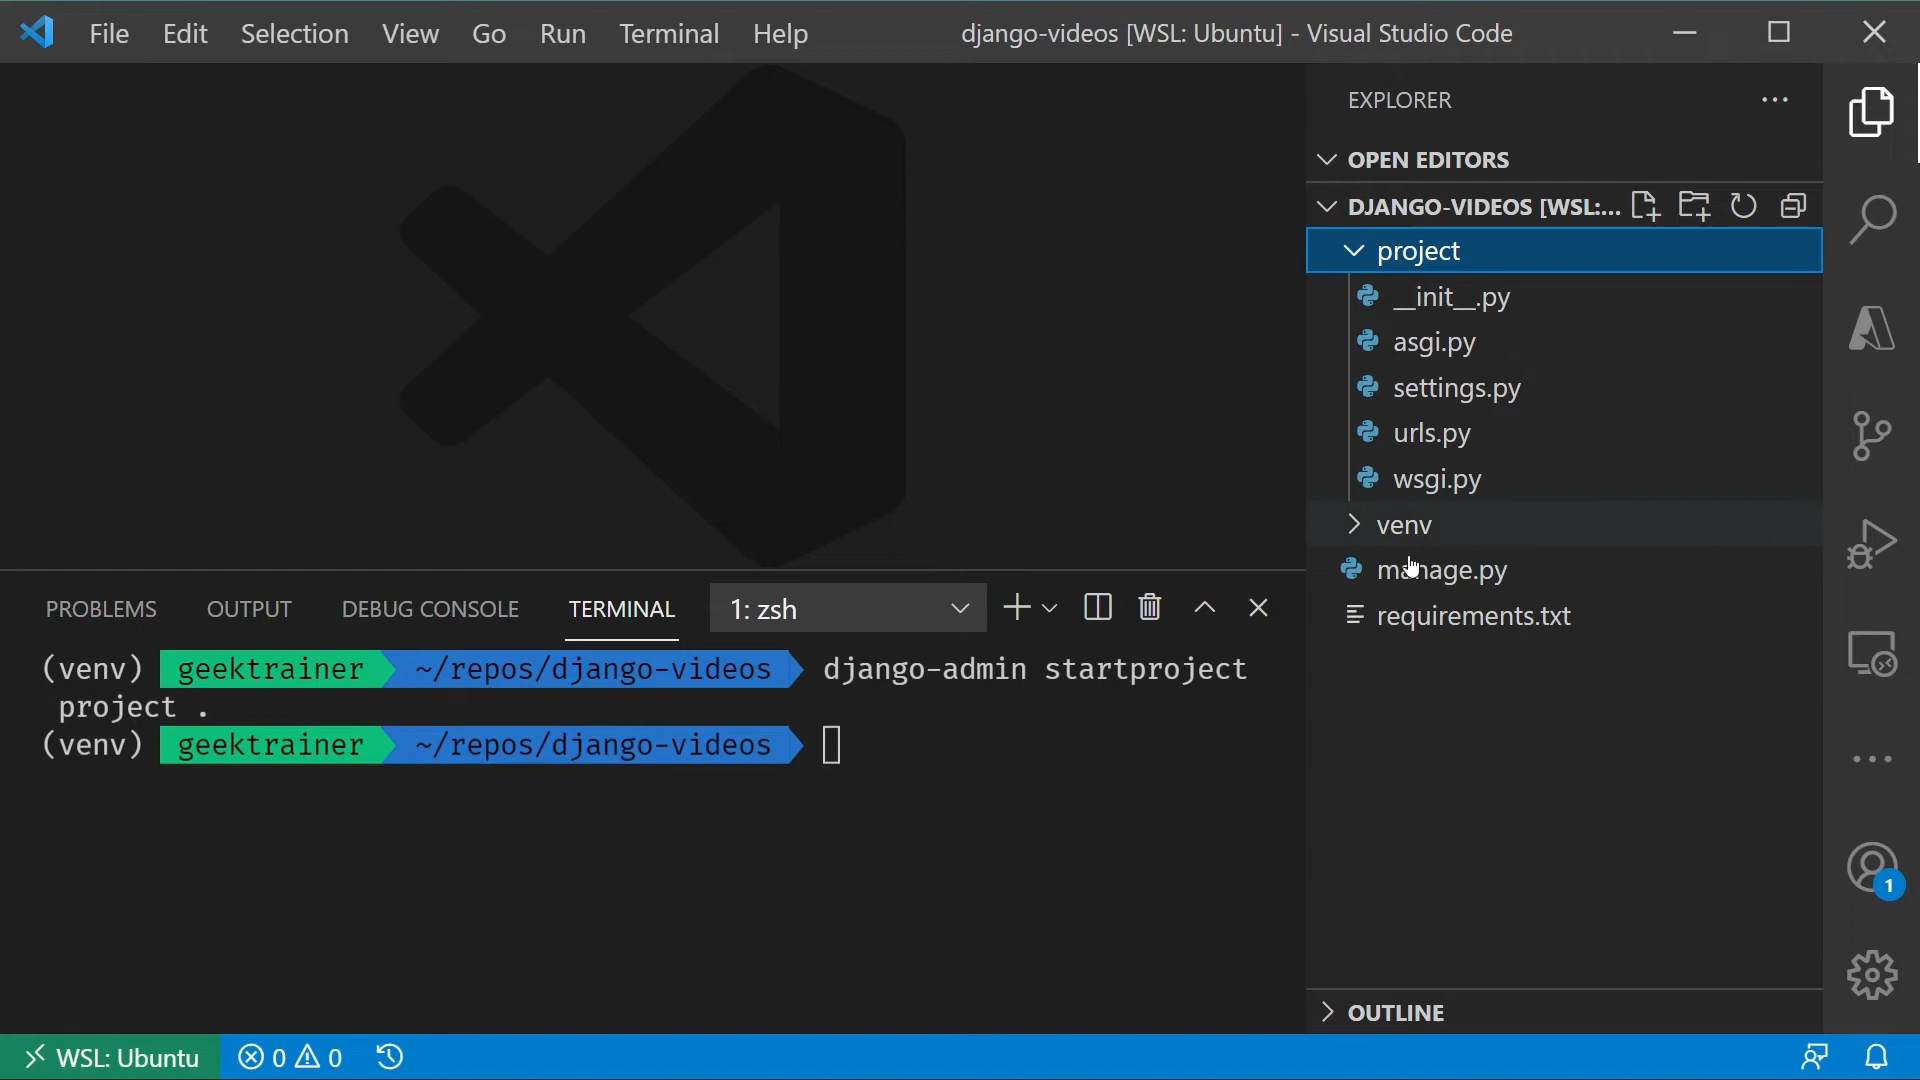 File Edit Selection View Go Run Terminal Help django-videos [WSL: Ubuntu] - Visual Studio Code
EXPLORER
OPEN EDITORS
DJANGO-VIDEOS [WSL:...
project
__init__.py
asgi.py
settings.py
urls.py
wsgi.py
venv
manage.py
requirements.txt
OUTLINE
PROBLEMS OUTPUT DEBUG CONSOLE TERMINAL 1: zsh
(venv) geektrainer ~/repos/django-videos django-admin startproject
project .
(venv) geektrainer ~/repos/django-videos
1
WSL: Ubuntu 0 0